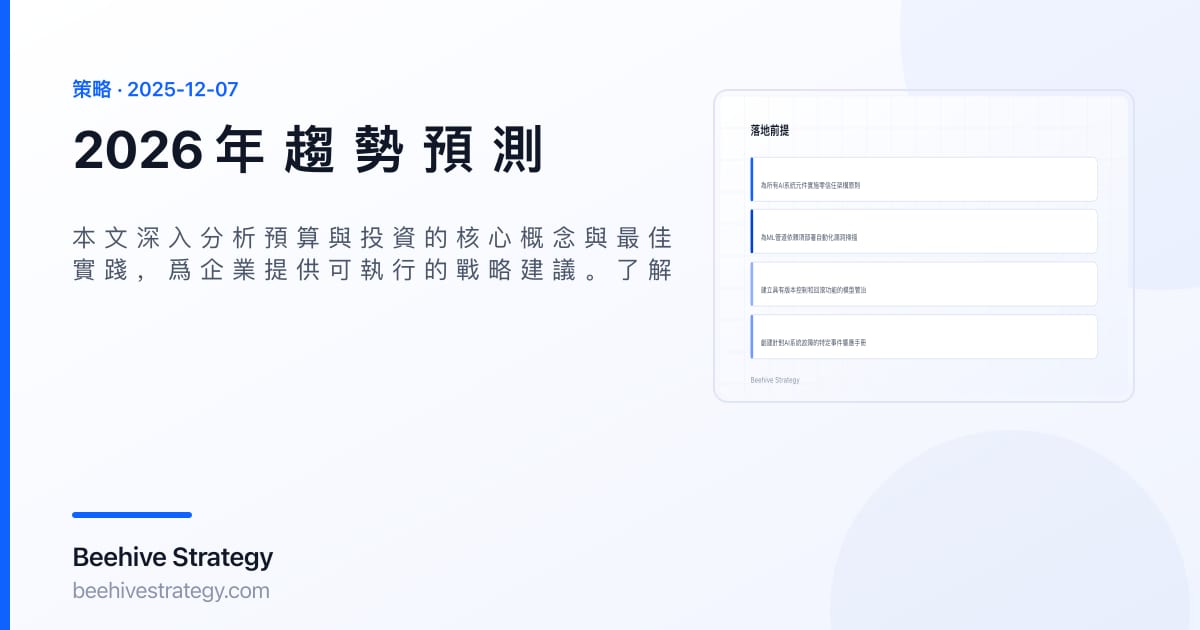 策略 · 2025-12-07
2026年趨勢預測
本文深入分析預算與投資的核心概念與最佳
實踐，爲企業提供可執行的戰略建議。了解
落地前提
為所有AI系統元件實施零信任架構原則
為ML管道依賴項部署自動化漏洞掃描
建立具有版本控制和回滾功能的模型管治
創建針對AI系統故障的特定事件響應手冊
Beehive Strategy
Beehive Strategy
beehivestrategy.com